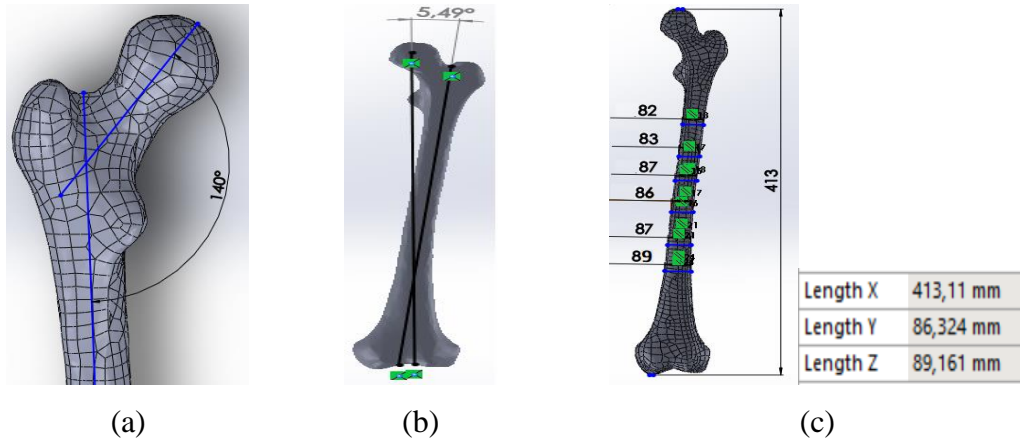 140°
5,49°
82
83
87
86
87
89
413
Length X 413,11 mm
Length Y 86,324 mm
Length Z 89,161 mm
(a) (b) (c)